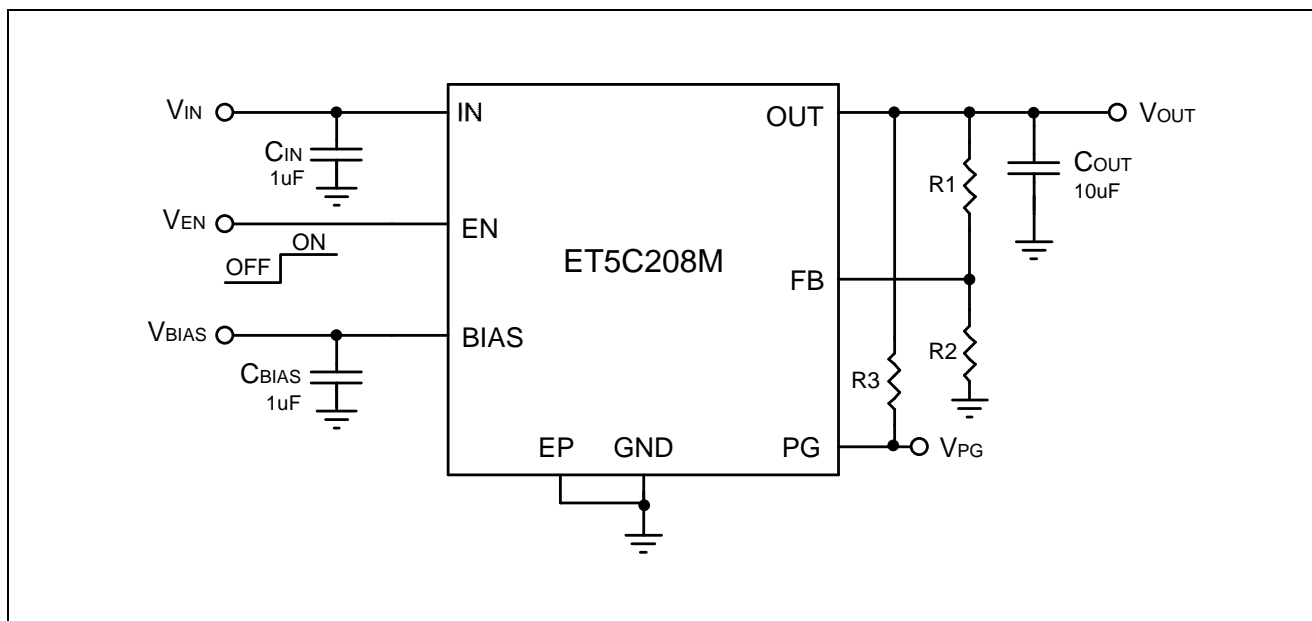 VIN
IN
OUT
VOUT
CIN
1uF
R1
COUT
10uF
VEN
EN
ON
OFF
ET5C208M
FB
VBIAS
BIAS
CBIAS
1uF
R3
R2
EP
GND
PG
VPG